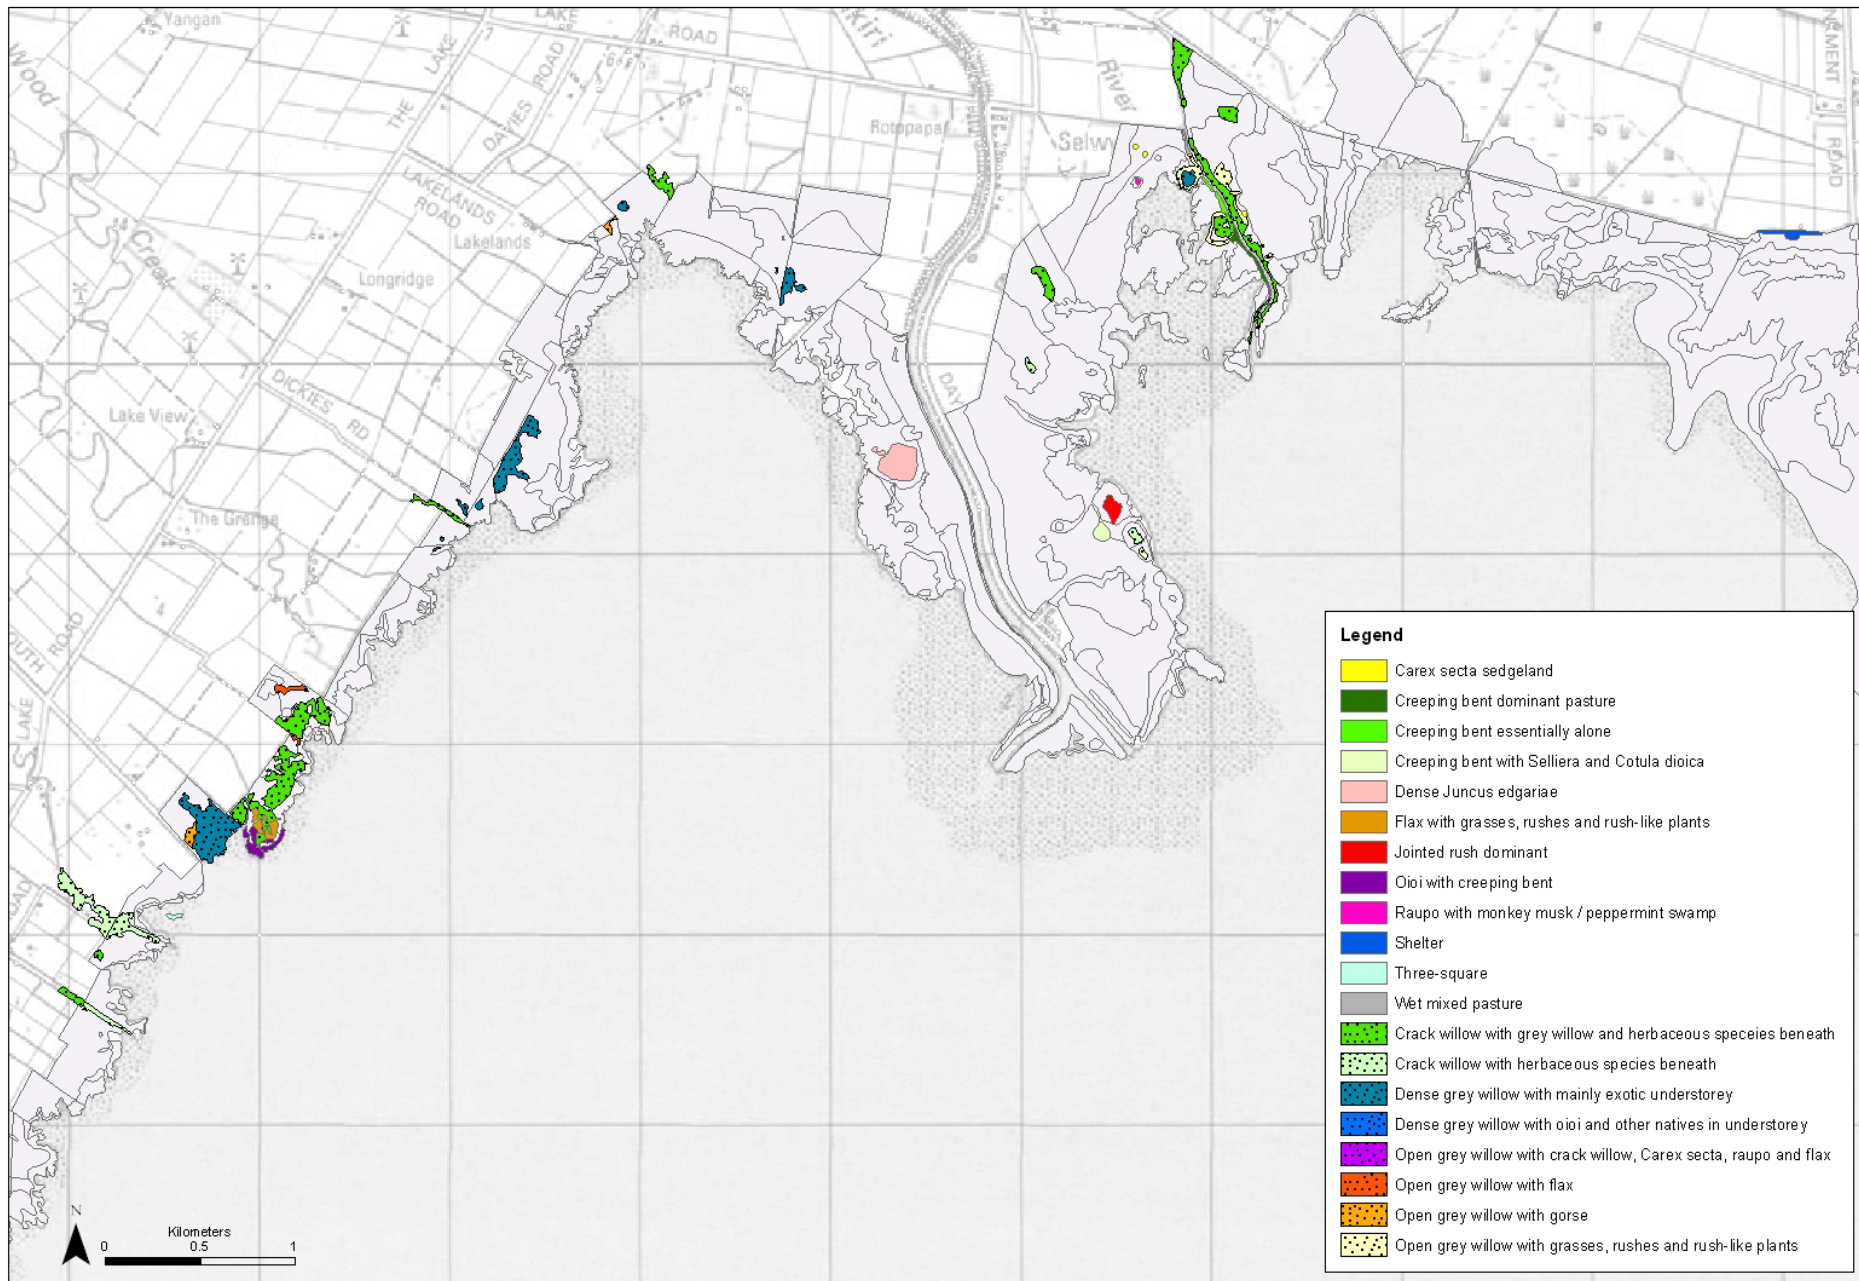 Yangan
LAKE
ROAD
Wood
THE LAKE
DAVIES ROAD
River
Rotopapa
Selw
LAKELANDS
ROAD
Lakelands
Creek
Longridge
DICKIES RD
Lake View
DAY
The Grange
ROAD
LAKE
ROAD
Legend
Carex secta sedgeland
Creeping bent dominant pasture
Creeping bent essentially alone
Creeping bent with Selliera and Cotula dioica
Dense Juncus edgariae
Flax with grasses, rushes and rush-like plants
Jointed rush dominant
Oioi with creeping bent
Raupo with monkey musk / peppermint swamp
Shelter
Three-square
Wet mixed pasture
Crack willow with grey willow and herbaceous speceies beneath
Crack willow with herbaceous species beneath
Dense grey willow with mainly exotic understorey
Dense grey willow with oioi and other natives in understorey
Open grey willow with crack willow, Carex secta, raupo and flax
Open grey willow with flax
Open grey willow with gorse
Open grey willow with grasses, rushes and rush-like plants
N
Kilometers
0 0.5 1